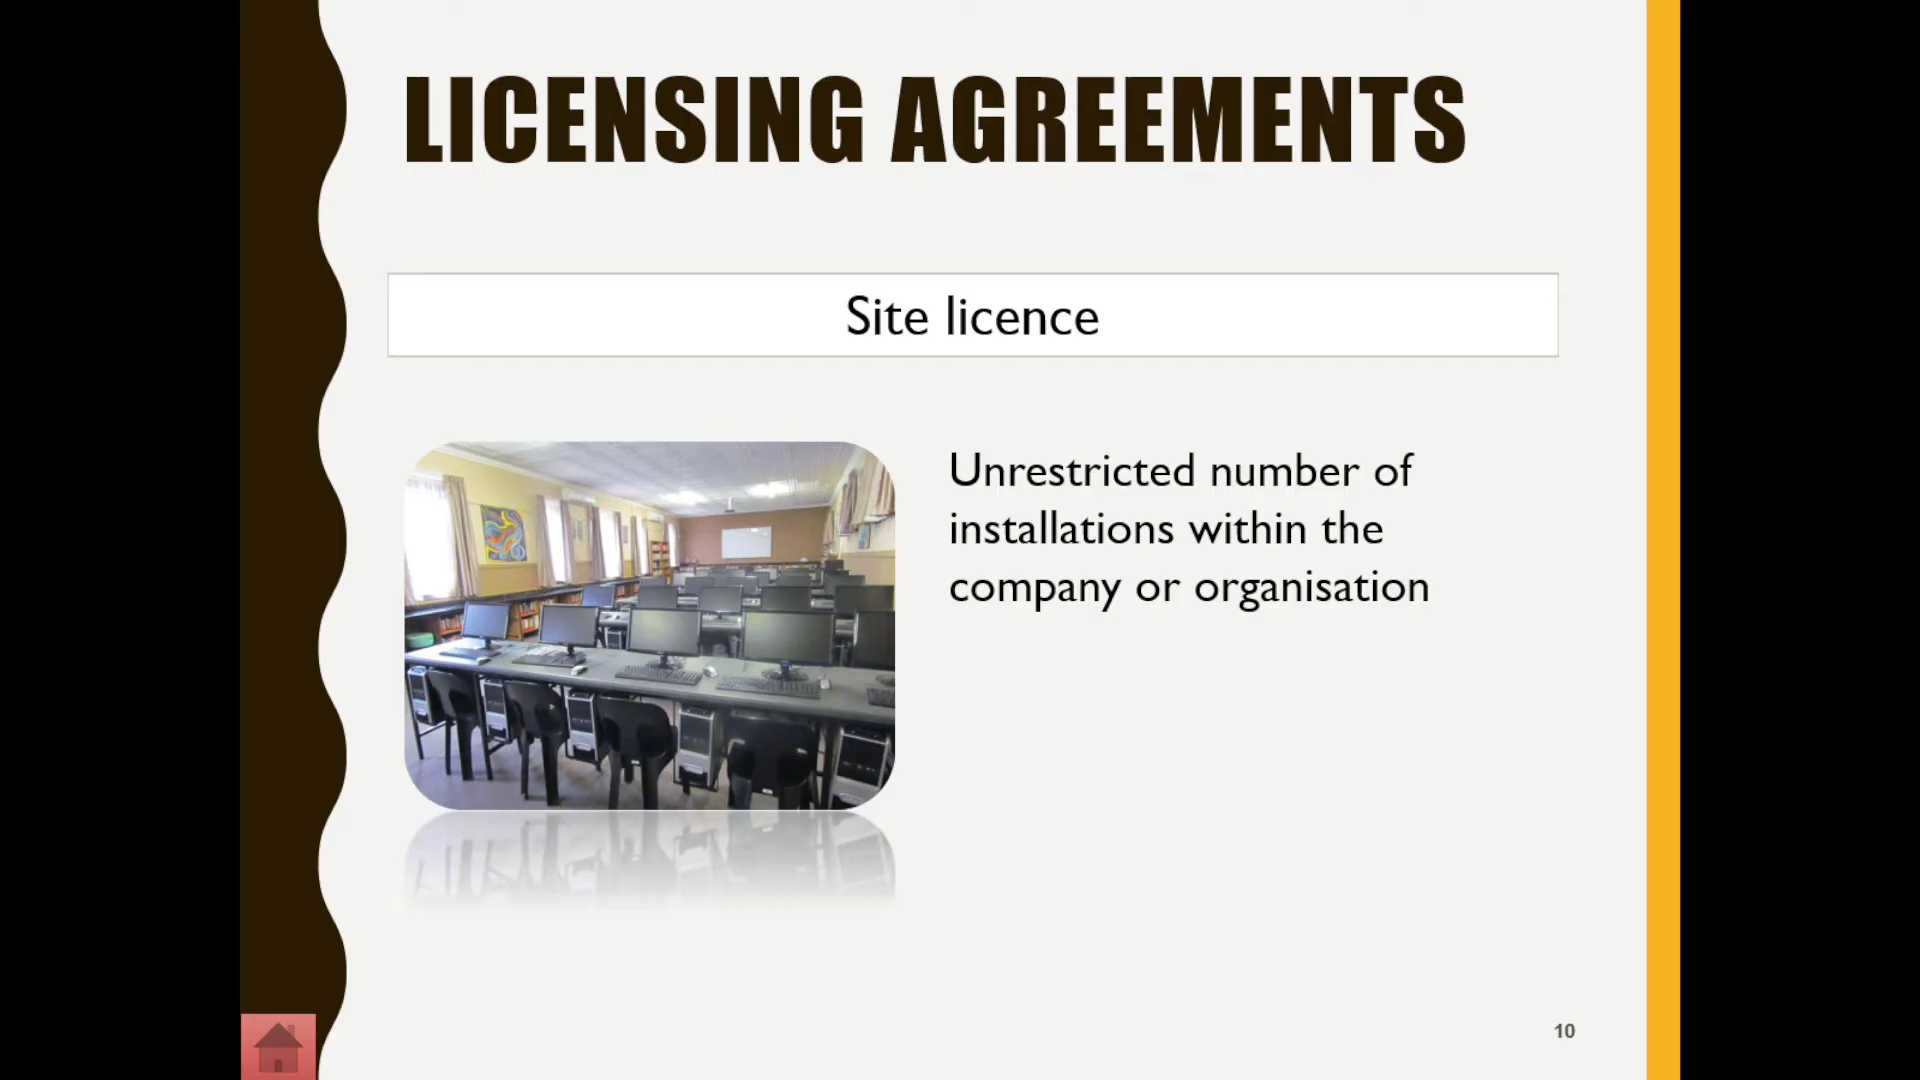 LICENSING AGREEMENTS
Site licence
Unrestricted number of
installations within the
company or organisation
10